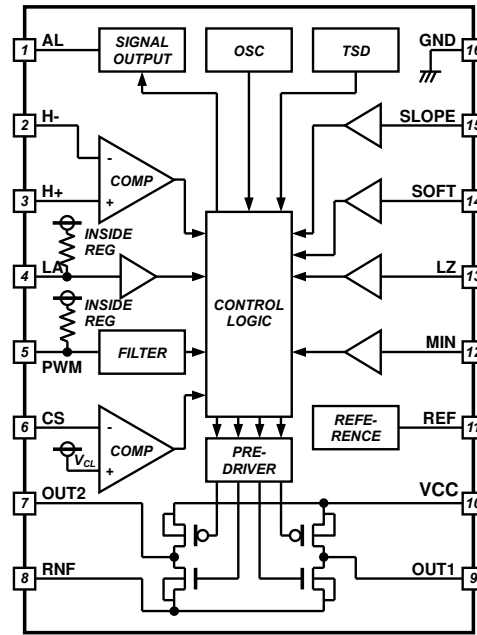 1 AL
SIGNAL
OUTPUT
OSC
TSD
GND 16
2 H-
-
COMP
+
3 H+
SLOPE 15
SOFT 14
INSIDE
REG
4 LA
LZ 13
CONTROL
LOGIC
INSIDE
REG
5 PWM
FILTER
MIN 12
6 CS
-
COMP
+
VCL
REFE-
RENCE
REF 11
PRE-
DRIVER
7 OUT2
VCC 10
8 RNF
OUT1 9